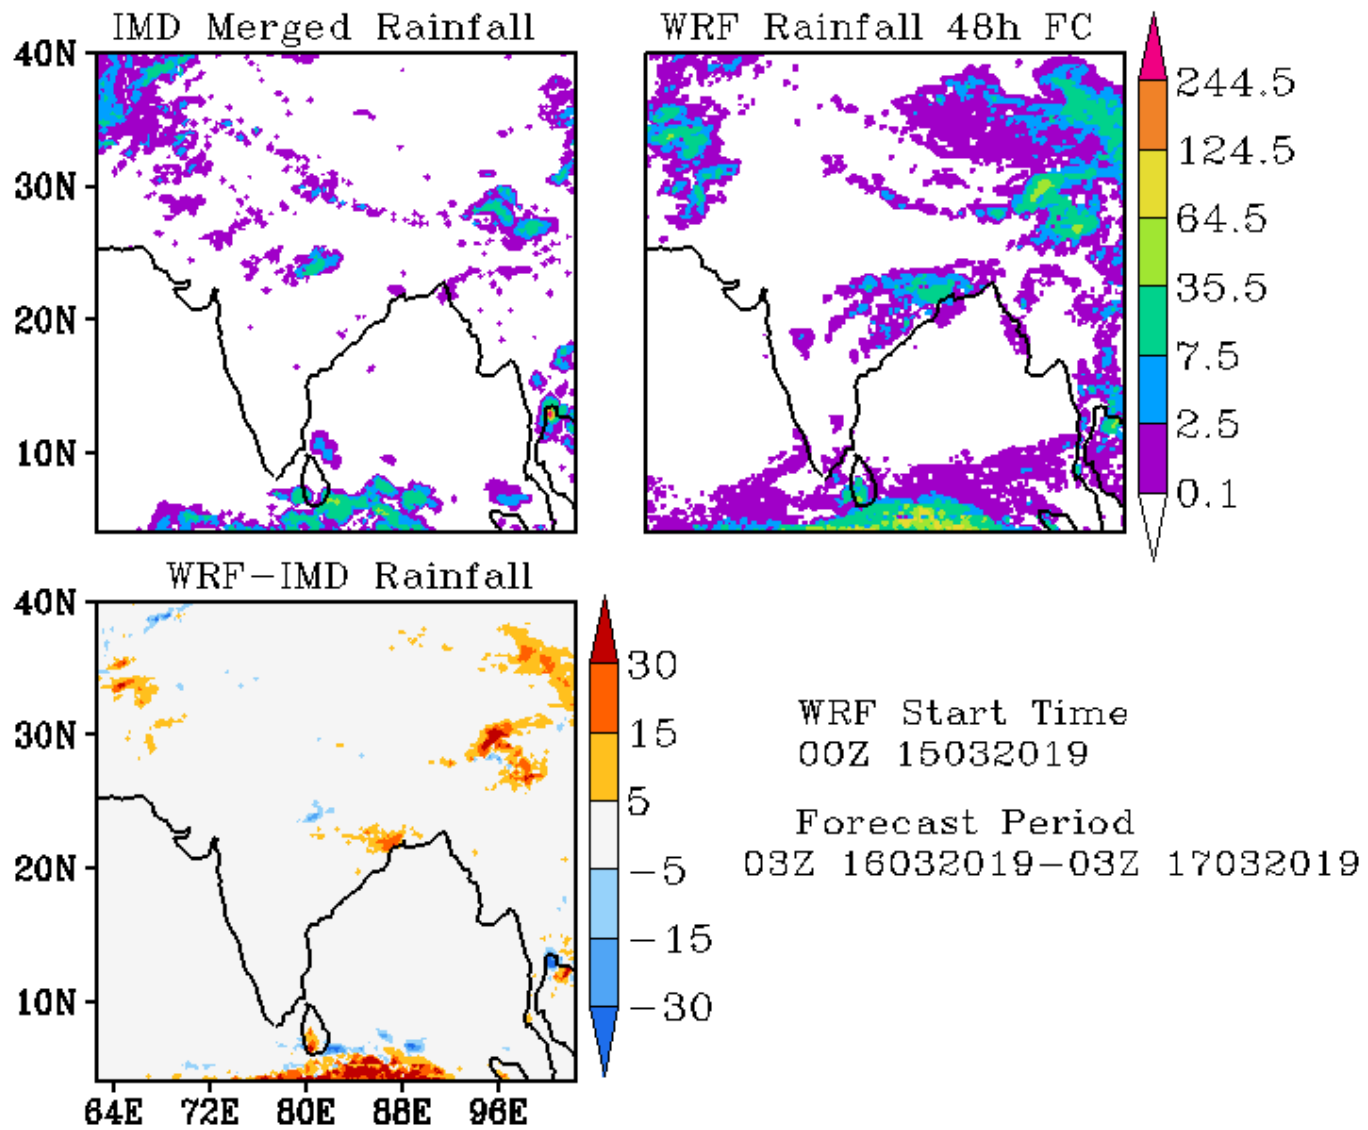 IMD Merged Rainfall
WRF Rainfall 48h FC
40N
30N
20N
10N
244.5
124.5
64.5
35.5
7.5
2.5
0.1
WRF-IMD Rainfall
40N
30N
20N
10N
64E 72E 80E 88E 96E
30
15
5
-5
-15
-30
WRF Start Time
00Z 15032019
Forecast Period
03Z 16032019-03Z 17032019